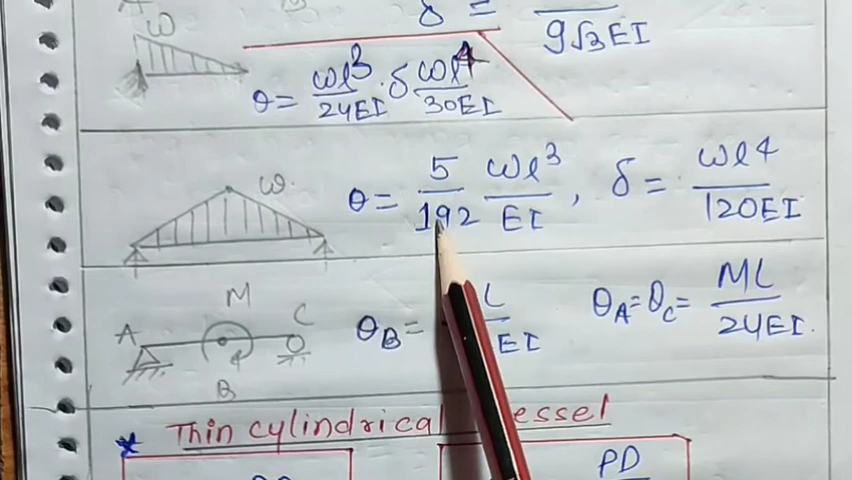 δ =
9√3EI
ω
θ = ωl³/24EI . δ ωl⁴/30EI
ω.
θ = 5/192 ωl³/EI , δ = ωl⁴/120EI
M
A C
θB = L/EI θA = θC = ML/24EI.
B
* Thin cylindrical essel
PD